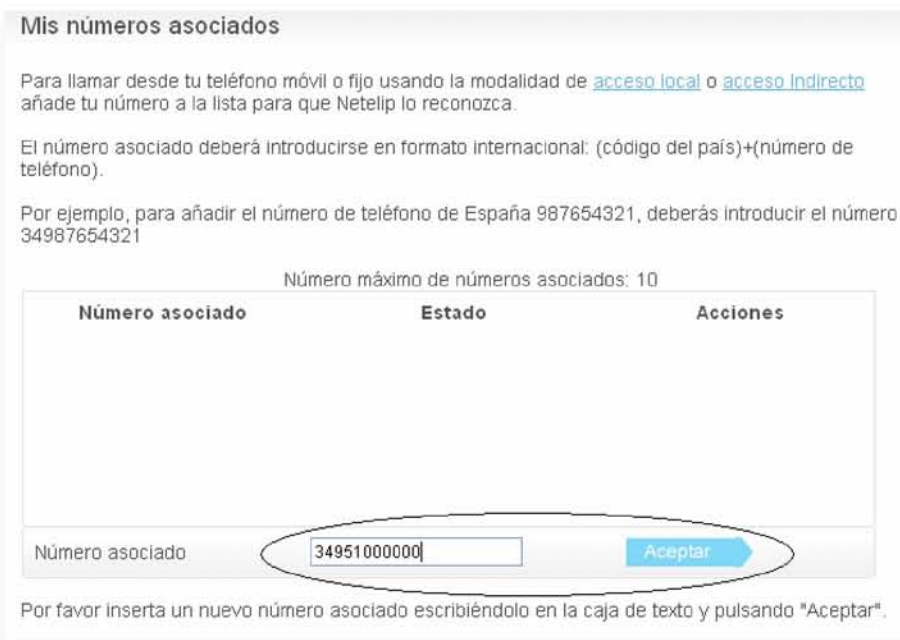 Mis números asociados
Para llamar desde tu teléfono móvil o fijo usando la modalidad de acceso local o acceso Indirecto
añade tu número a la lista para que Netelip lo reconozca.
El número asociado deberá introducirse en formato internacional: (código del país)+(número de
teléfono).
Por ejemplo, para añadir el número de teléfono de España 987654321, deberás introducir el número
34987654321
Número máximo de números asociados: 10
Número asociado Estado Acciones
Número asociado 34951000000 Aceptar
Por favor inserta un nuevo número asociado escribiéndolo en la caja de texto y pulsando "Aceptar".